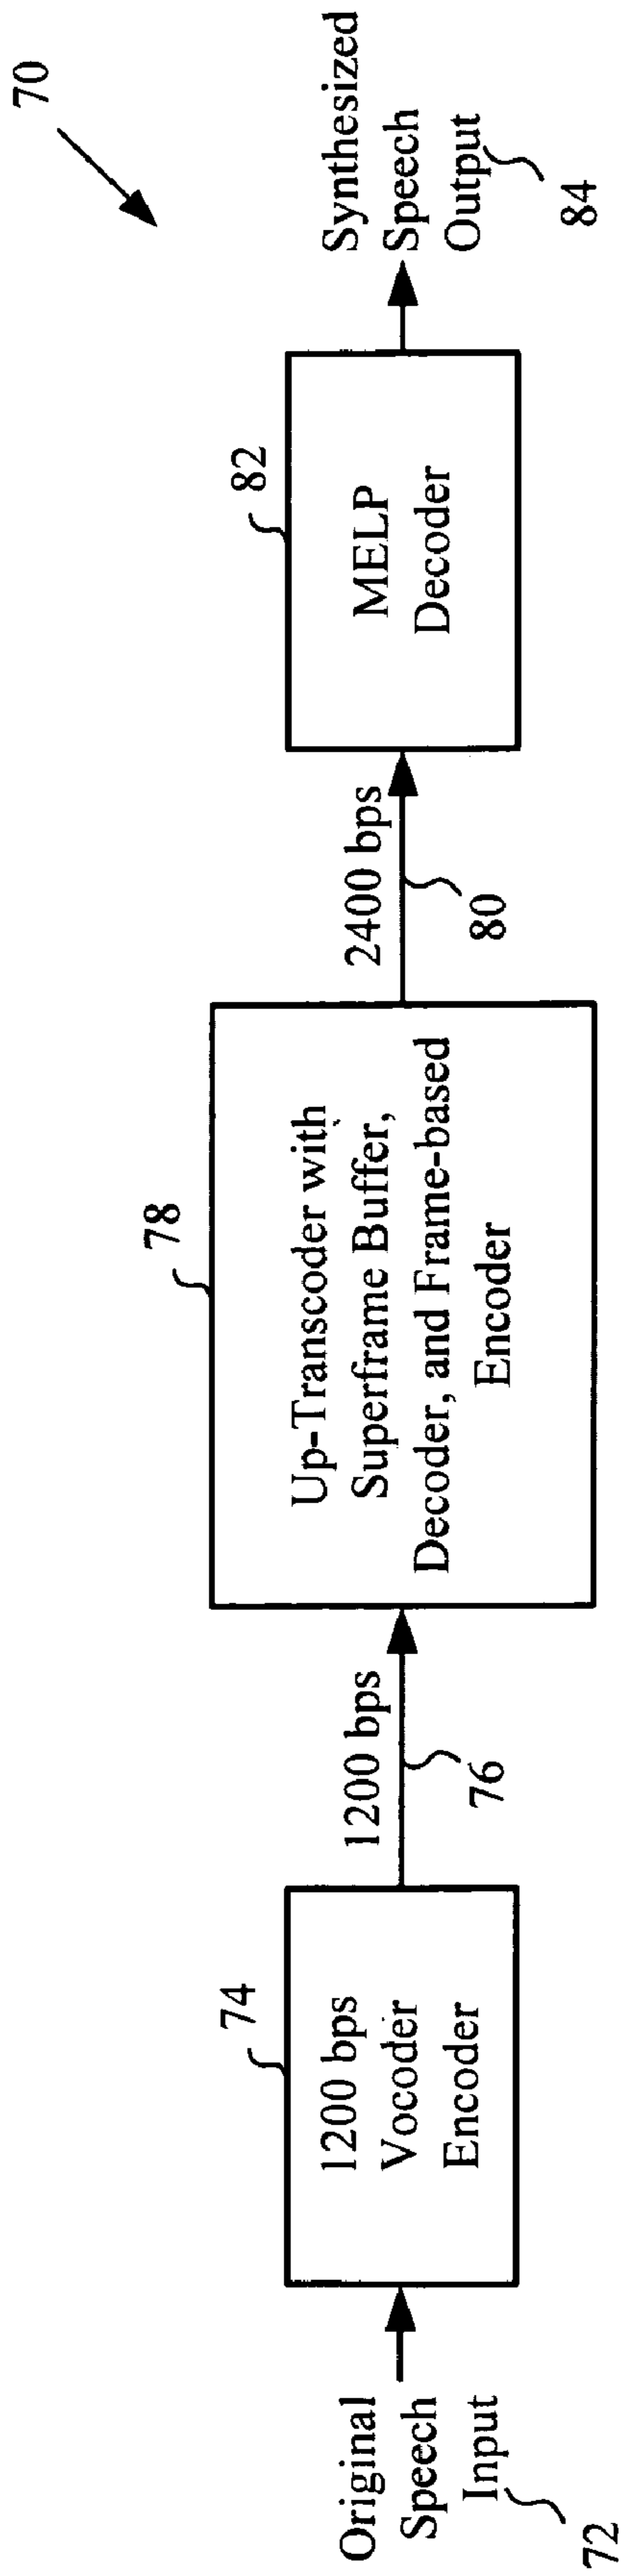 70
Original
Speech
Input
72
74
1200 bps
Vocoder
Encoder
1200 bps
76
78
Up-Transcoder with
Superframe Buffer,
Decoder, and Frame-based
Encoder
2400 bps
80
82
MELP
Decoder
Synthesized
Speech
Output
84